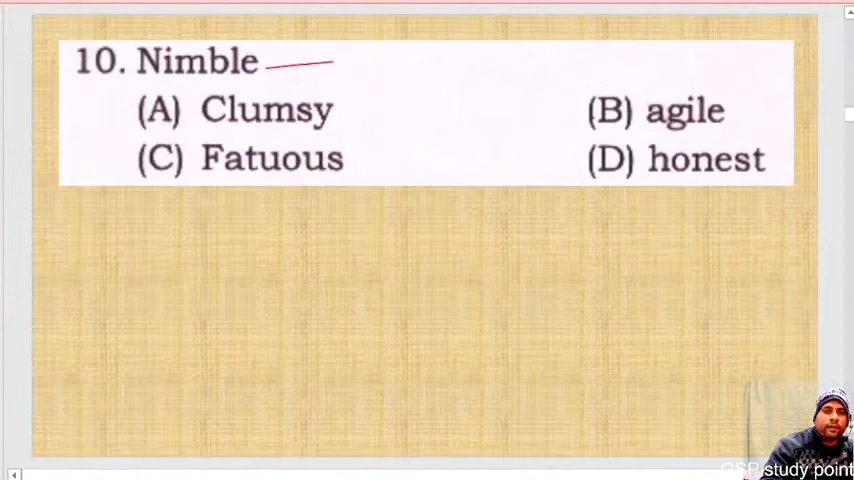 10. Nimble
(A) Clumsy (B) agile
(C) Fatuous (D) honest
GSP study point